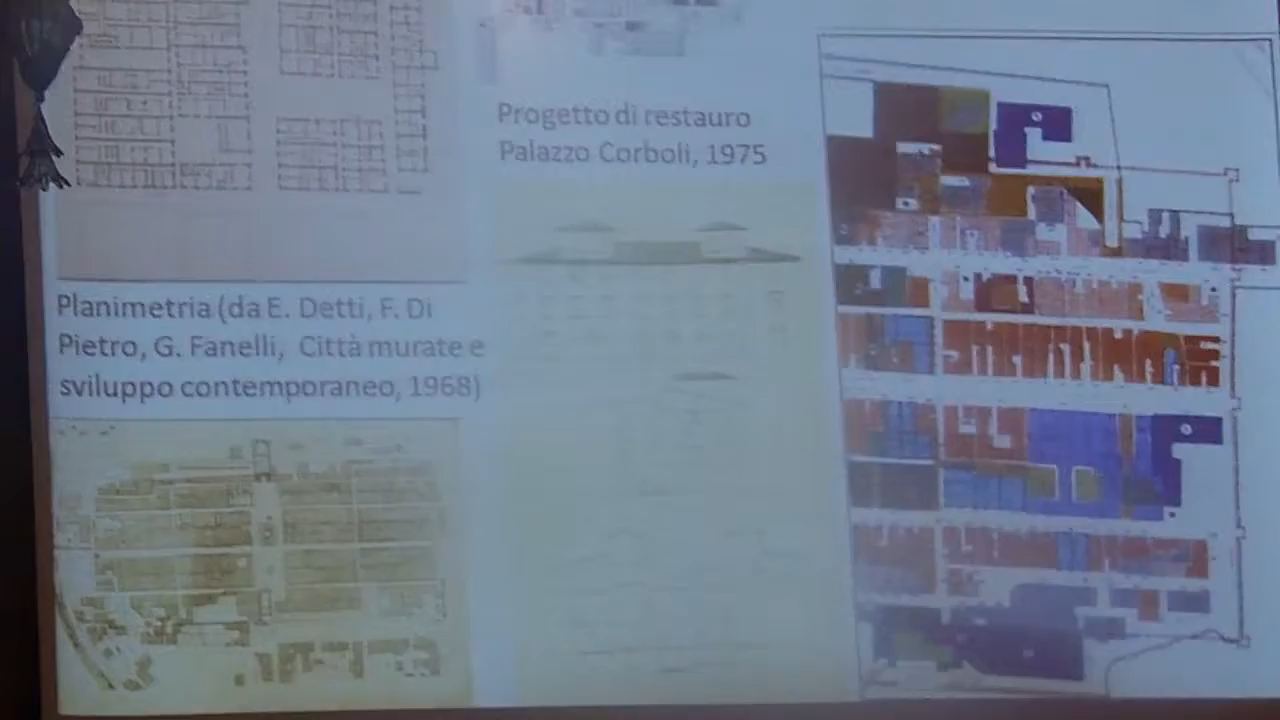 Progetto di restauro
Palazzo Corboli, 1975
Planimetria (da E. Detti, F. Di
Pietro, G. Fanelli, Città murate e
sviluppo contemporaneo, 1968)